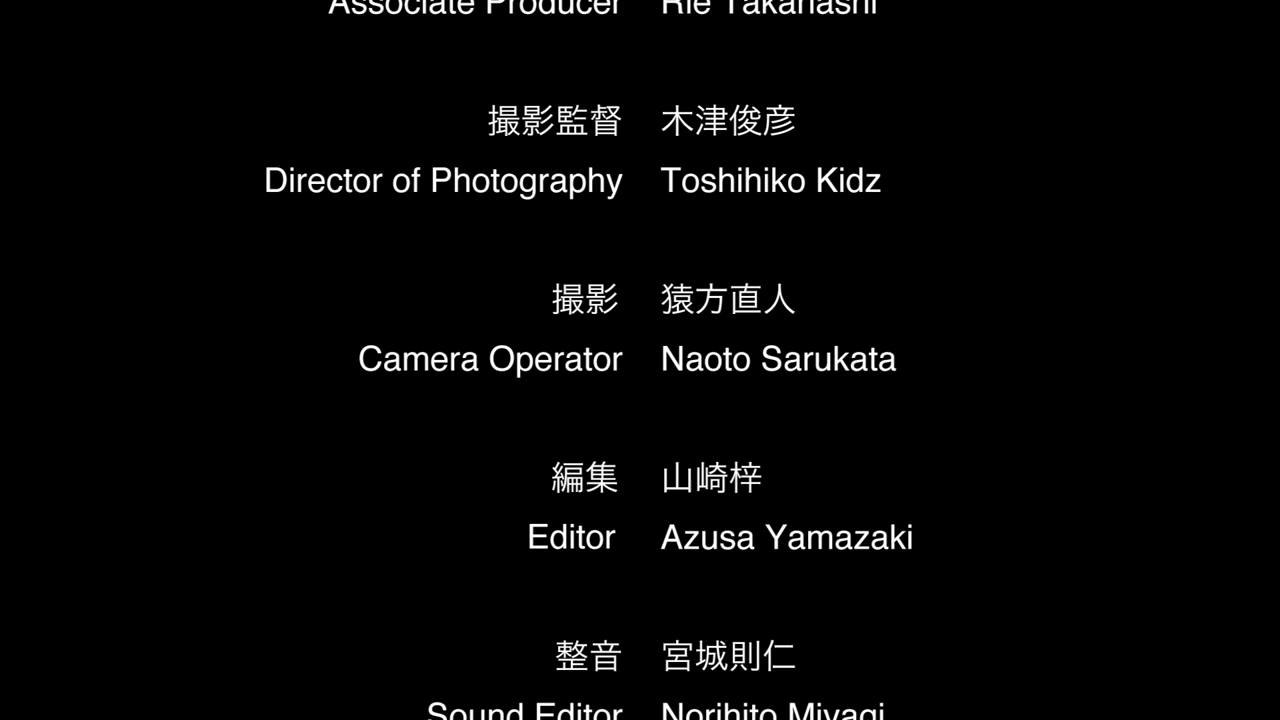 Associate Producer Rie Takahashi
撮影監督 木津俊彦
Director of Photography Toshihiko Kidz
撮影 猿方直人
Camera Operator Naoto Sarukata
編集 山崎梓
Editor Azusa Yamazaki
整音 宮城則仁
Sound Editor Norihito Miyagi